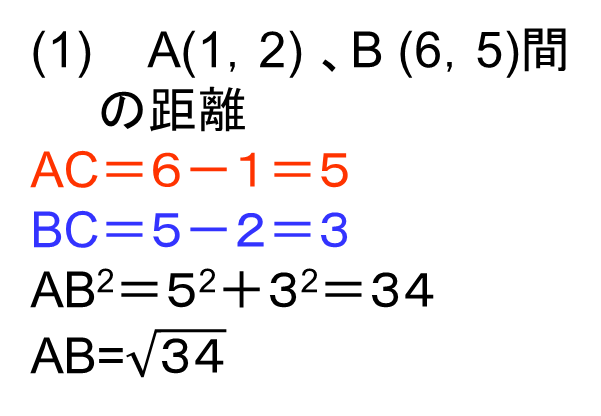 (1)　A(1, 2) 、B (6, 5)間
の距離
AC＝6－1＝5
BC＝5－2＝3
AB²＝5²＋3²＝34
AB=√34